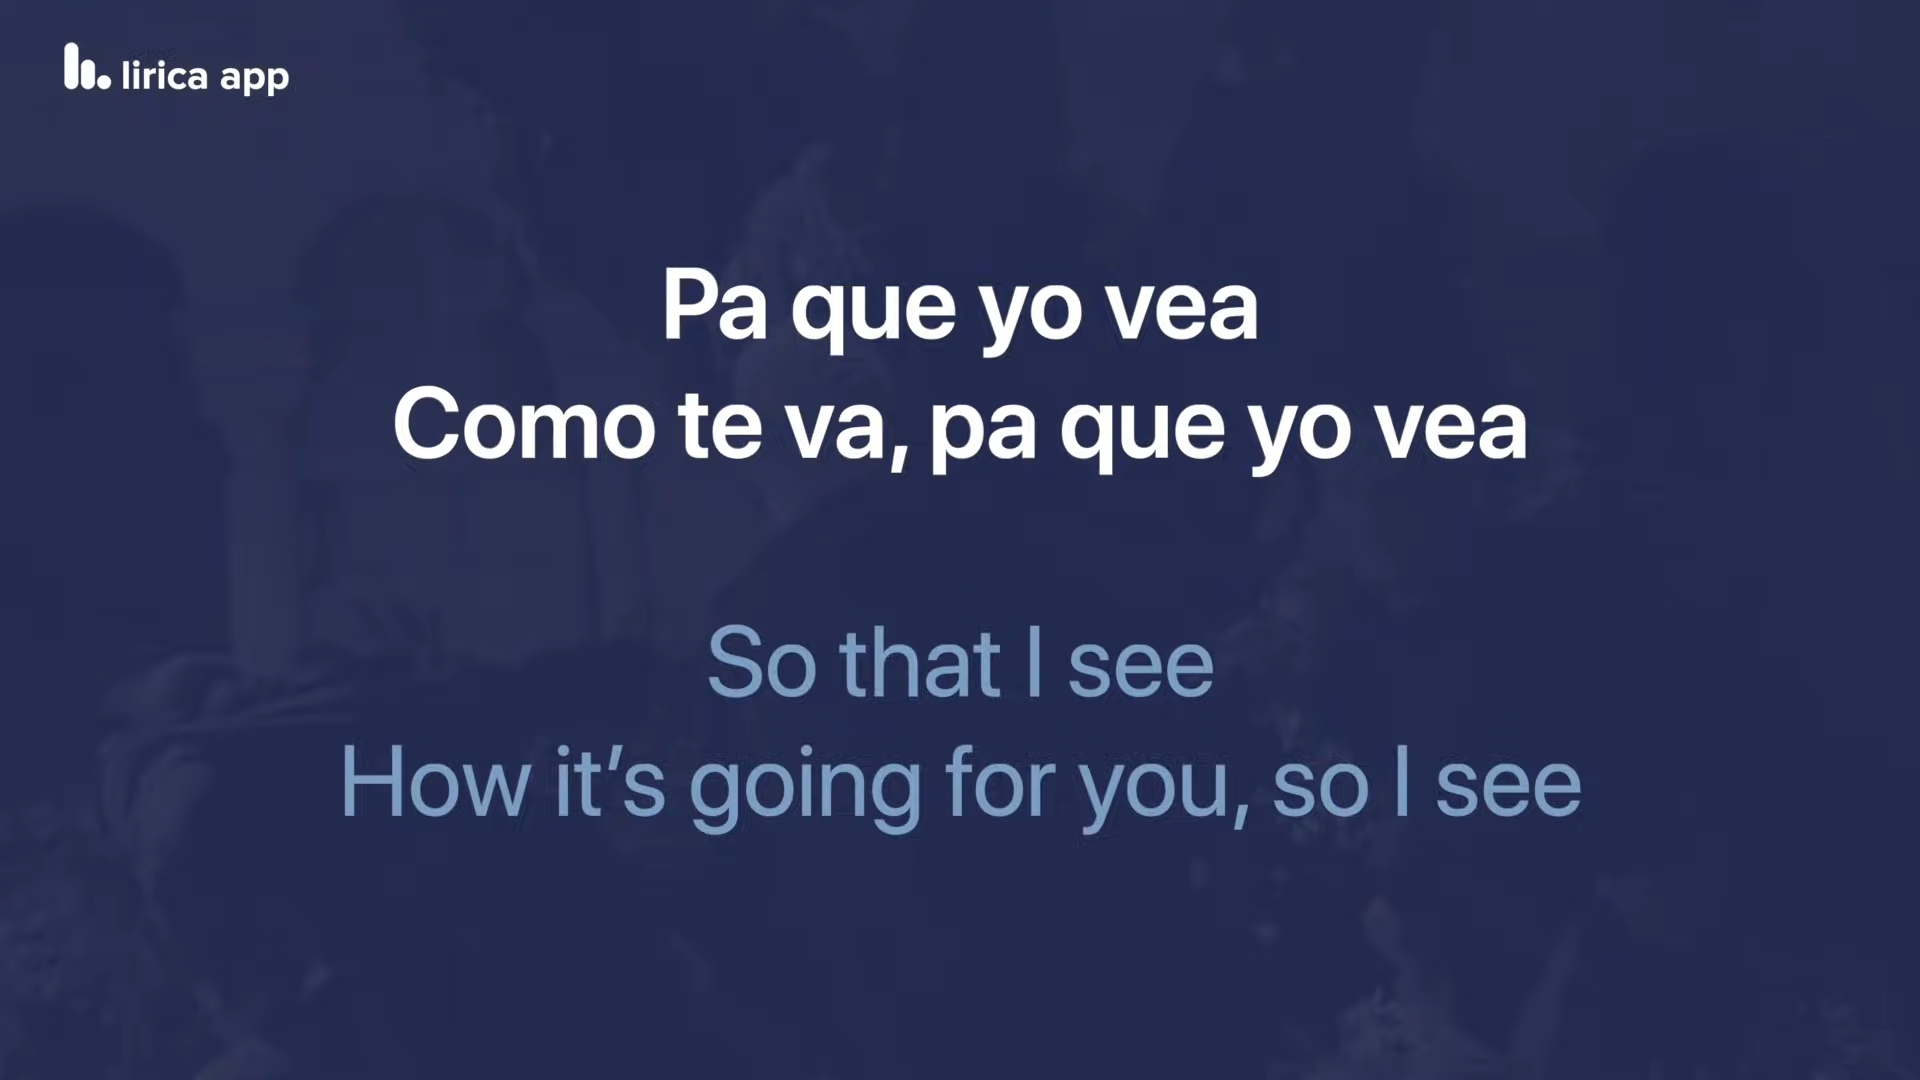 lirica app
Pa que yo vea
Como te va, pa que yo vea
So that I see
How it’s going for you, so I see